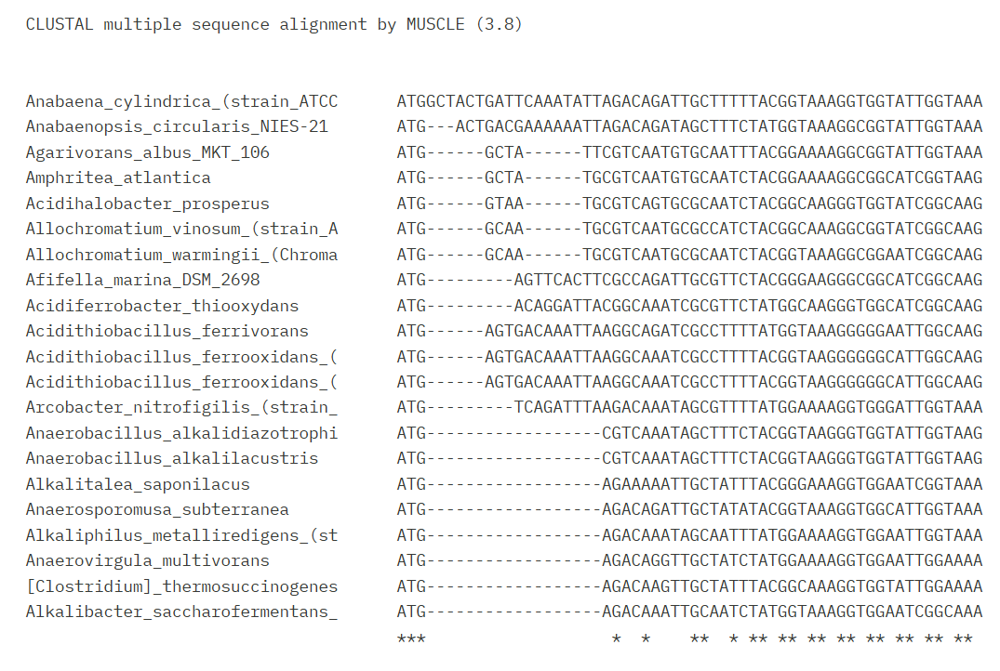 CLUSTAL multiple sequence alignment by MUSCLE (3.8)
Anabaena_cylindrica_(strain_ATCC      ATGGCTACTGATTCAAATATTAGACAGATTGCTTTTTACGGTAAAGGTGGTATTGGTAAA
Anabaenopsis_circularis_NIES-21       ATG---ACTGACGAAAAAATTAGACAGATAGCTTTCTATGGTAAAGGCGGTATTGGTAAA
Agarivorans_albus_MKT_106             ATG------GCTA------TTCGTCAATGTGCAATTTACGGAAAAGGCGGTATTGGTAAA
Amphritea_atlantica                   ATG------GCTA------TGCGTCAATGTGCAATCTACGGAAAAGGCGGCATCGGTAAG
Acidihalobacter_prosperus             ATG------GTAA------TGCGTCAGTGCGCAATCTACGGCAAGGGTGGTATCGGCAAG
Allochromatium_vinosum_(strain_A      ATG------GCAA------TGCGTCAATGCGCCATCTACGGCAAAGGCGGTATCGGCAAG
Allochromatium_warmingii_(Chroma      ATG------GCAA------TGCGTCAATGCGCAATCTACGGCAAAGGCGGAATCGGCAAG
Afifella_marina_DSM_2698              ATG---------AGTTCACTTCGCCAGATTGCGTTCTACGGGAAGGGCGGCATCGGCAAG
Acidiferrobacter_thiooxydans          ATG---------ACAGGATTACGGCAAATCGCGTTCTATGGCAAGGGTGGCATCGGCAAG
Acidithiobacillus_ferrivorans         ATG------AGTGACAAATTAAGGCAGATCGCCTTTTATGGTAAAGGGGGAATTGGCAAG
Acidithiobacillus_ferrooxidans_(      ATG------AGTGACAAATTAAGGCAAATCGCCTTTTACGGTAAGGGGGGCATTGGCAAG
Acidithiobacillus_ferrooxidans_(      ATG------AGTGACAAATTAAGGCAAATCGCCTTTTACGGTAAGGGGGGCATTGGCAAG
Arcobacter_nitrofigilis_(strain_      ATG---------TCAGATTTAAGACAAATAGCGTTTTATGGAAAAGGTGGGATTGGTAAA
Anaerobacillus_alkalidiazotrophi      ATG------------------CGTCAAATAGCTTTCTACGGTAAGGGTGGTATTGGTAAG
Anaerobacillus_alkalilacustris        ATG------------------CGTCAAATAGCTTTCTACGGTAAGGGTGGTATTGGTAAG
Alkalitalea_saponilacus               ATG------------------AGAAAAATTGCTATTTACGGGAAAGGTGGAATCGGTAAA
Anaerosporomusa_subterranea           ATG------------------AGACAGATTGCTATATACGGTAAAGGTGGCATTGGTAAA
Alkaliphilus_metalliredigens_(st      ATG------------------AGACAAATAGCAATTTATGGAAAAGGTGGAATTGGTAAA
Anaerovirgula_multivorans             ATG------------------AGACAGGTTGCTATCTATGGAAAAGGTGGAATTGGAAAA
[Clostridium]_thermosuccinogenes      ATG------------------AGACAAGTTGCTATTTACGGCAAAGGTGGTATTGGAAAA
Alkalibacter_saccharofermentans_      ATG------------------AGACAAATTGCAATCTATGGTAAAGGTGGAATCGGCAAA
                                      ***                   *  *    **  * ** ** ** ** ** ** ** **